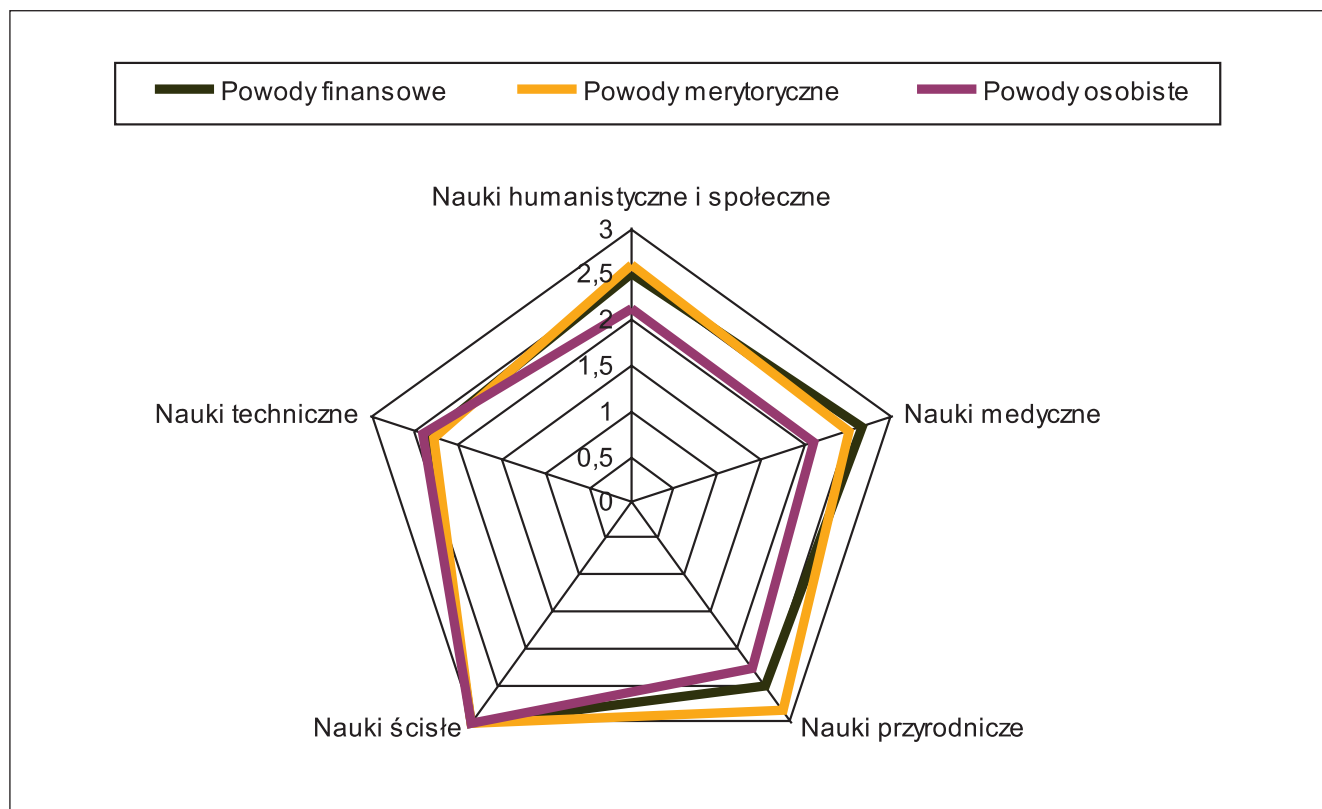 Powody finansowe Powody merytoryczne Powody osobiste
Nauki humanistyczne i społeczne
3
2,5
2
1,5
Nauki techniczne
1
Nauki medyczne
0,5
0
Nauki ścisłe
Nauki przyrodnicze